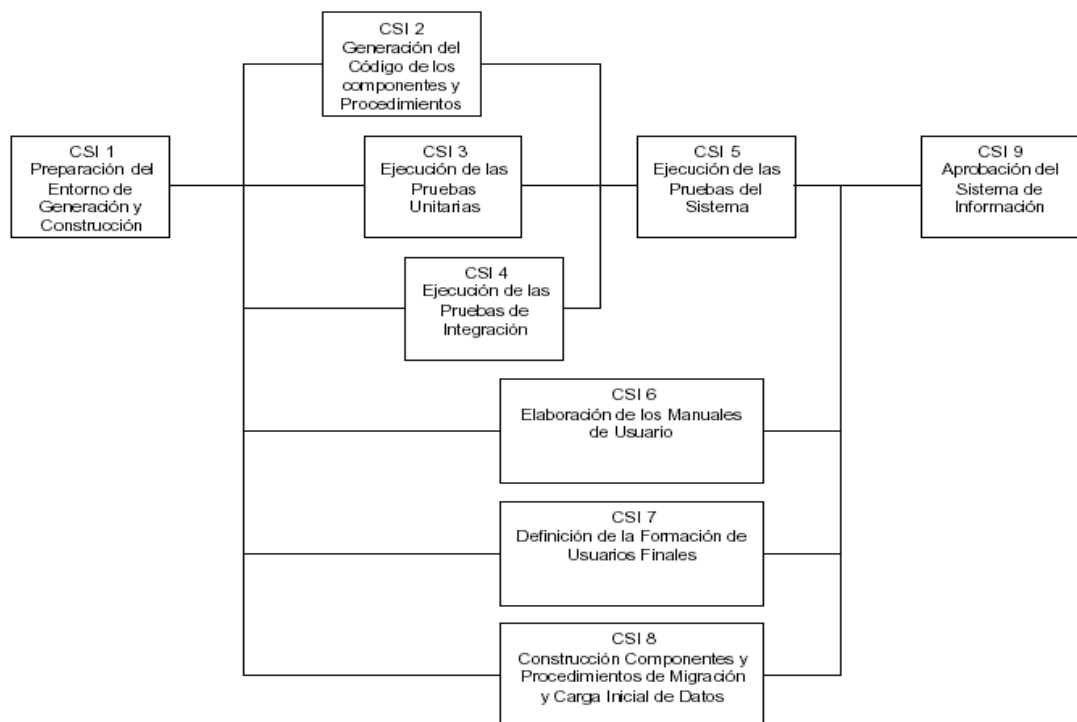 CSI 1
Preparación del
Entorno de
Generación y
Construcción
CSI 2
Generación del
Código de los
componentes y
Procedimientos
CSI 3
Ejecución de las
Pruebas
Unitarias
CSI 4
Ejecución de las
Pruebas de
Integración
CSI 5
Ejecución de las
Pruebas del
Sistema
CSI 6
Elaboración de los Manuales
de Usuario
CSI 7
Definición de la Formación de
Usuarios Finales
CSI 8
Construcción Componentes y
Procedimientos de Migración
y Carga Inicial de Datos
CSI 9
Aprobación del
Sistema de
Información